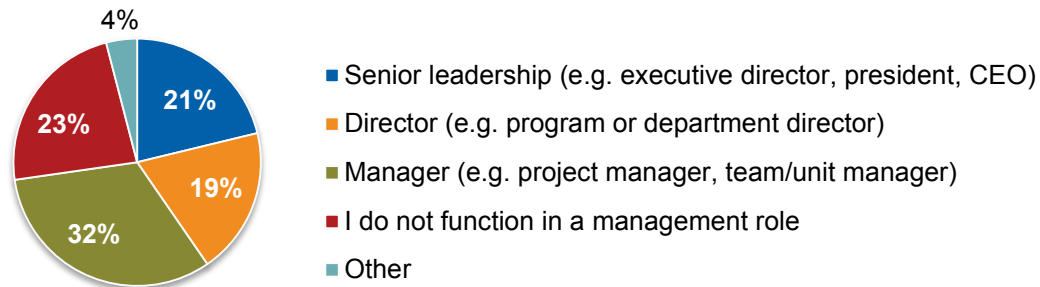 4%
21%
19%
32%
23%
Senior leadership (e.g. executive director, president, CEO)
Director (e.g. program or department director)
Manager (e.g. project manager, team/unit manager)
I do not function in a management role
Other